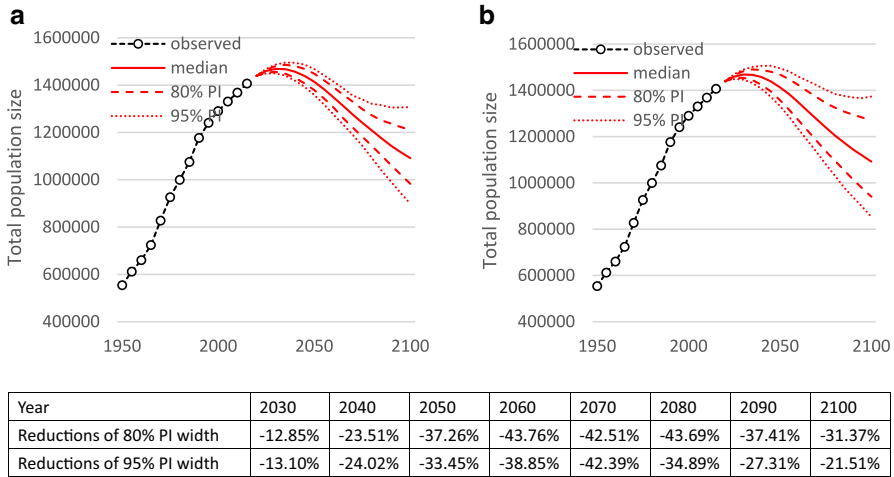 a
1600000
1400000
1200000
1000000
800000
600000
400000
Total population size
observed
median
80% PI
95% PI
1950 2000 2050 2100
b
1600000
1400000
1200000
1000000
800000
600000
400000
Total population size
observed
median
80% PI
95% PI
1950 2000 2050 2100
Year 2030 2040 2050 2060 2070 2080 2090 2100
Reductions of 80% PI width -12.85% -23.51% -37.26% -43.76% -42.51% -43.69% -37.41% -31.37%
Reductions of 95% PI width -13.10% -24.02% -33.45% -38.85% -42.39% -34.89% -27.31% -21.51%